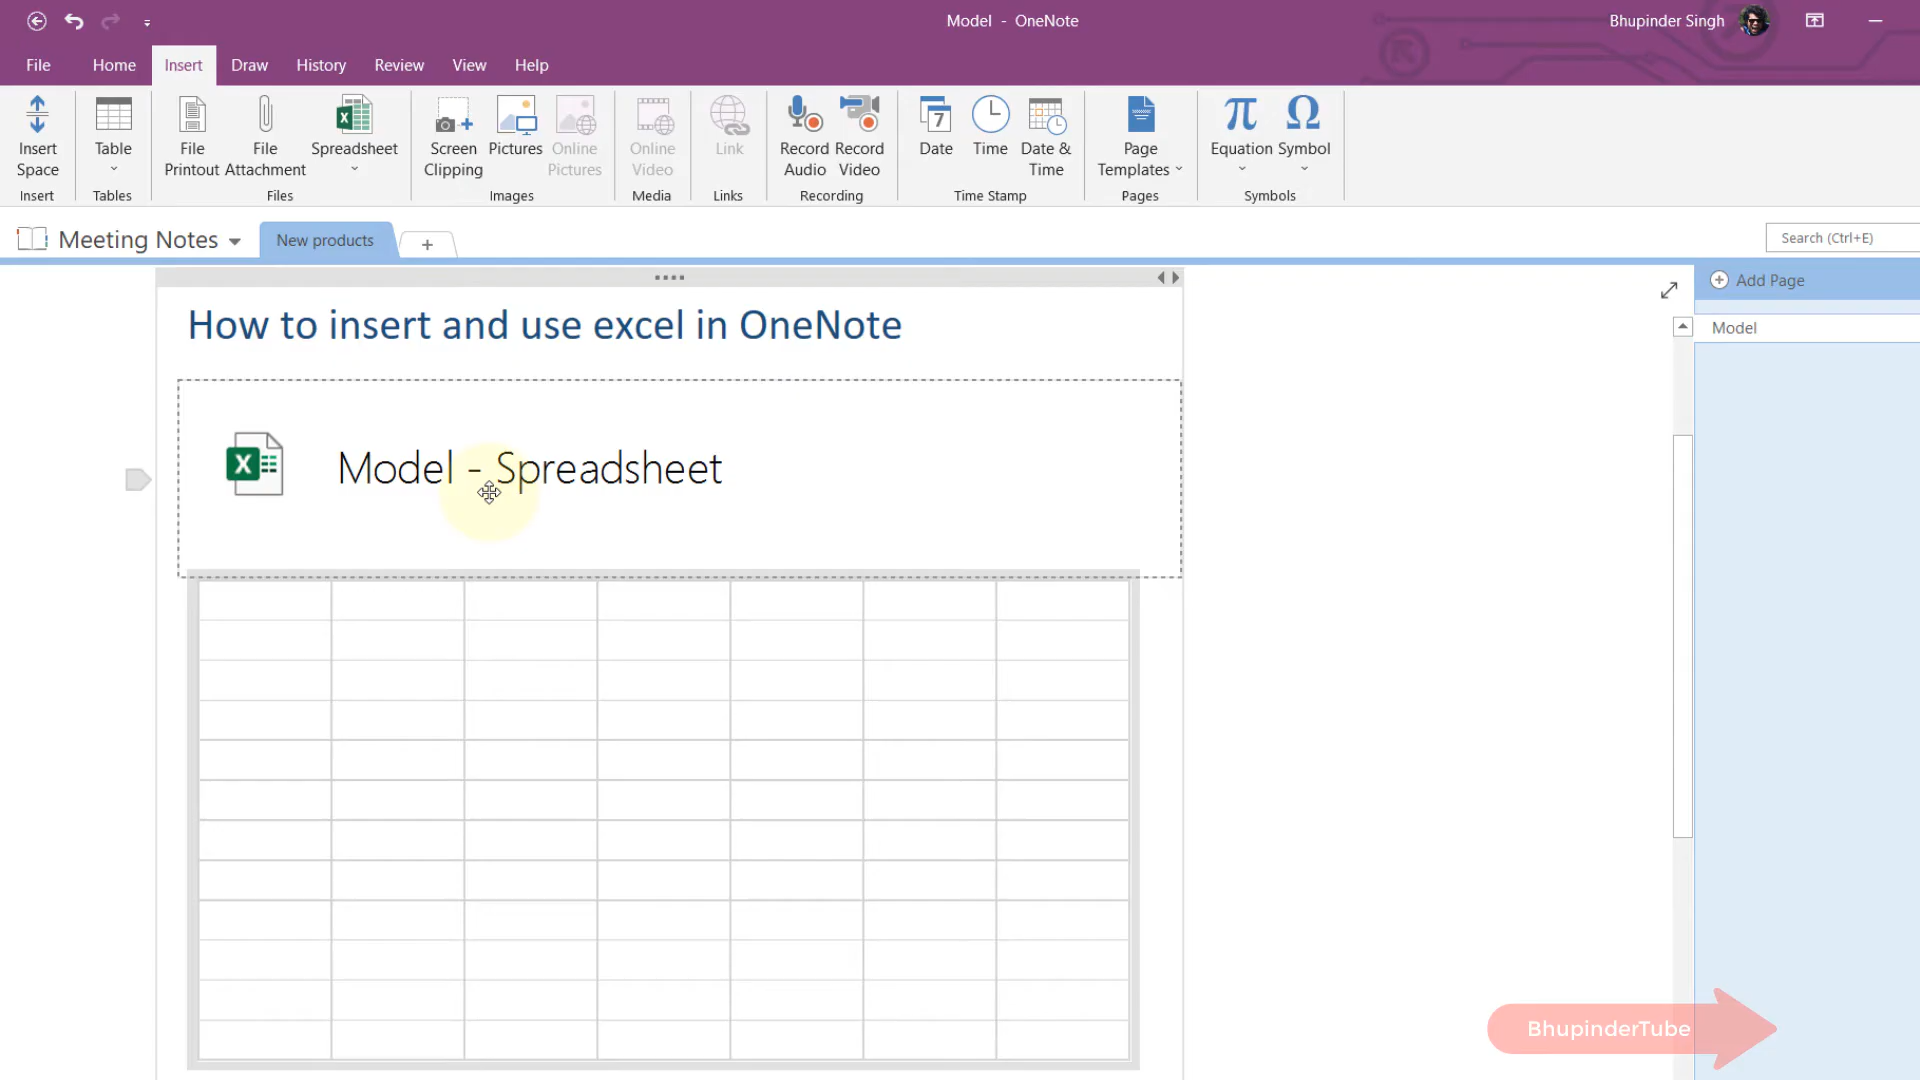 Model - OneNote
Bhupinder Singh
File Home Insert Draw History Review View Help
Insert Space
Table
File Printout
File Attachment
Spreadsheet
Screen Clipping
Pictures
Online Pictures
Online Video
Link
Record Audio
Record Video
7
Date
Time
Date & Time
Page Templates
π
Equation
Ω
Symbol
Insert Tables Files Images Media Links Recording Time Stamp Pages Symbols
Meeting Notes
New products
+
Search (Ctrl+E)
Add Page
Model
How to insert and use excel in OneNote
X
Model - Spreadsheet
BhupinderTube